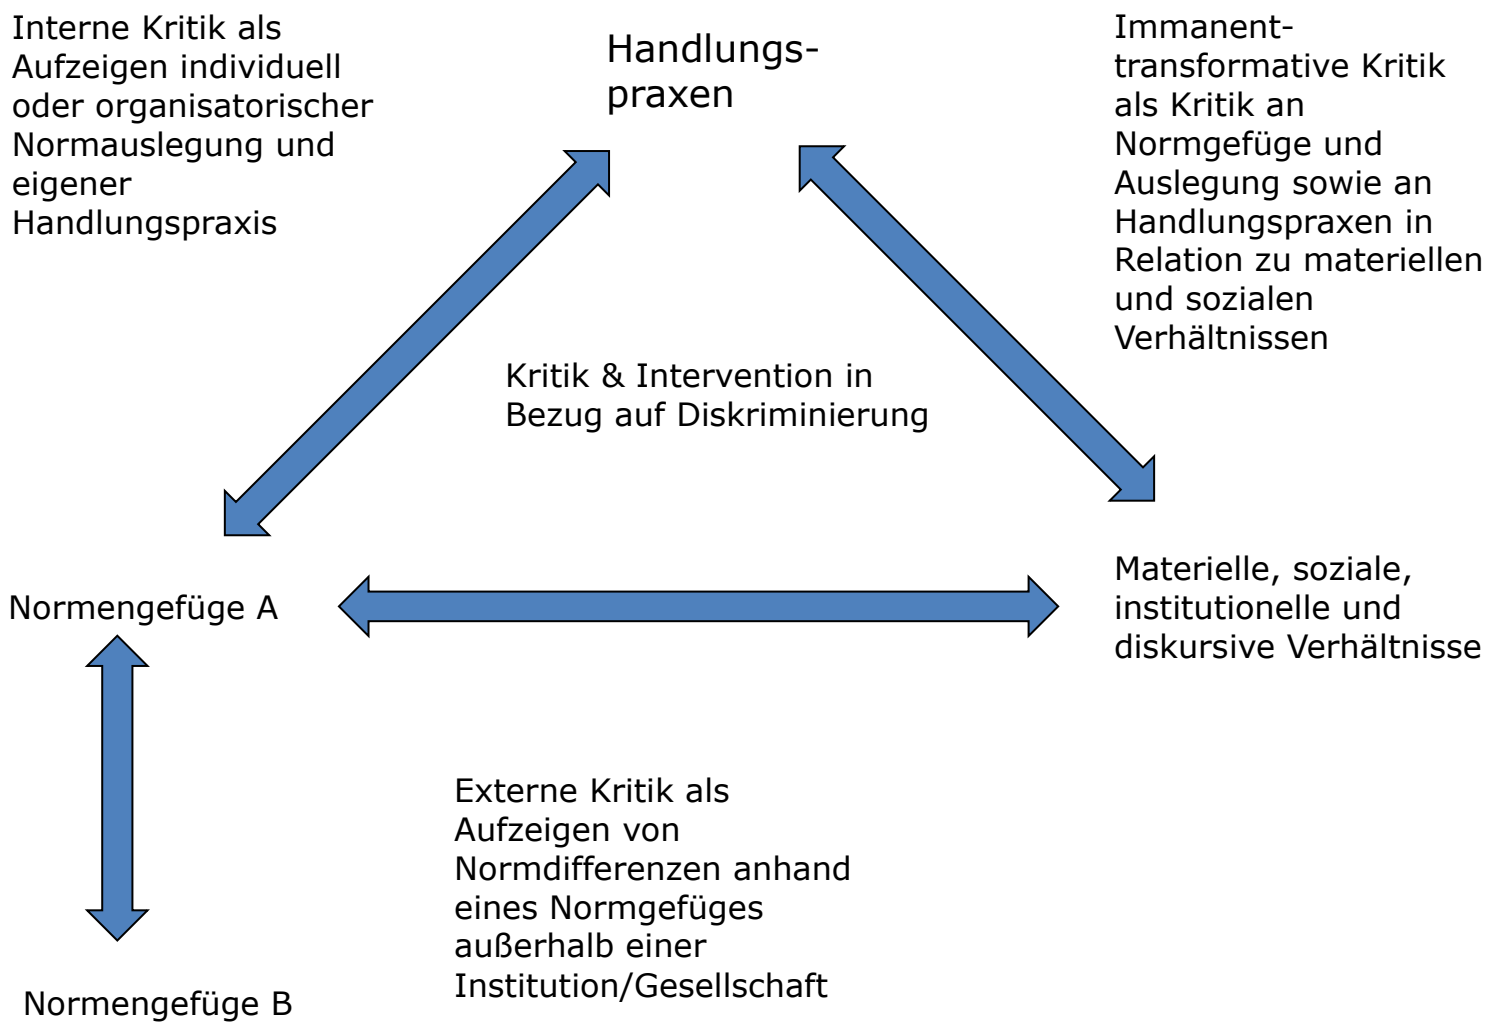 Interne Kritik als
Aufzeigen individuell
oder organisatorischer
Normauslegung und
eigener
Handlungspraxis
Handlungs-
praxen
Immanent-
transformative Kritik
als Kritik an
Normgefüge und
Auslegung sowie an
Handlungspraxen in
Relation zu materiellen
und sozialen
Verhältnissen
Kritik & Intervention in
Bezug auf Diskriminierung
Normengefüge A
Materielle, soziale,
institutionelle und
diskursive Verhältnisse
Externe Kritik als
Aufzeigen von
Normdifferenzen anhand
eines Normgefüges
außerhalb einer
Institution/Gesellschaft
Normengefüge B